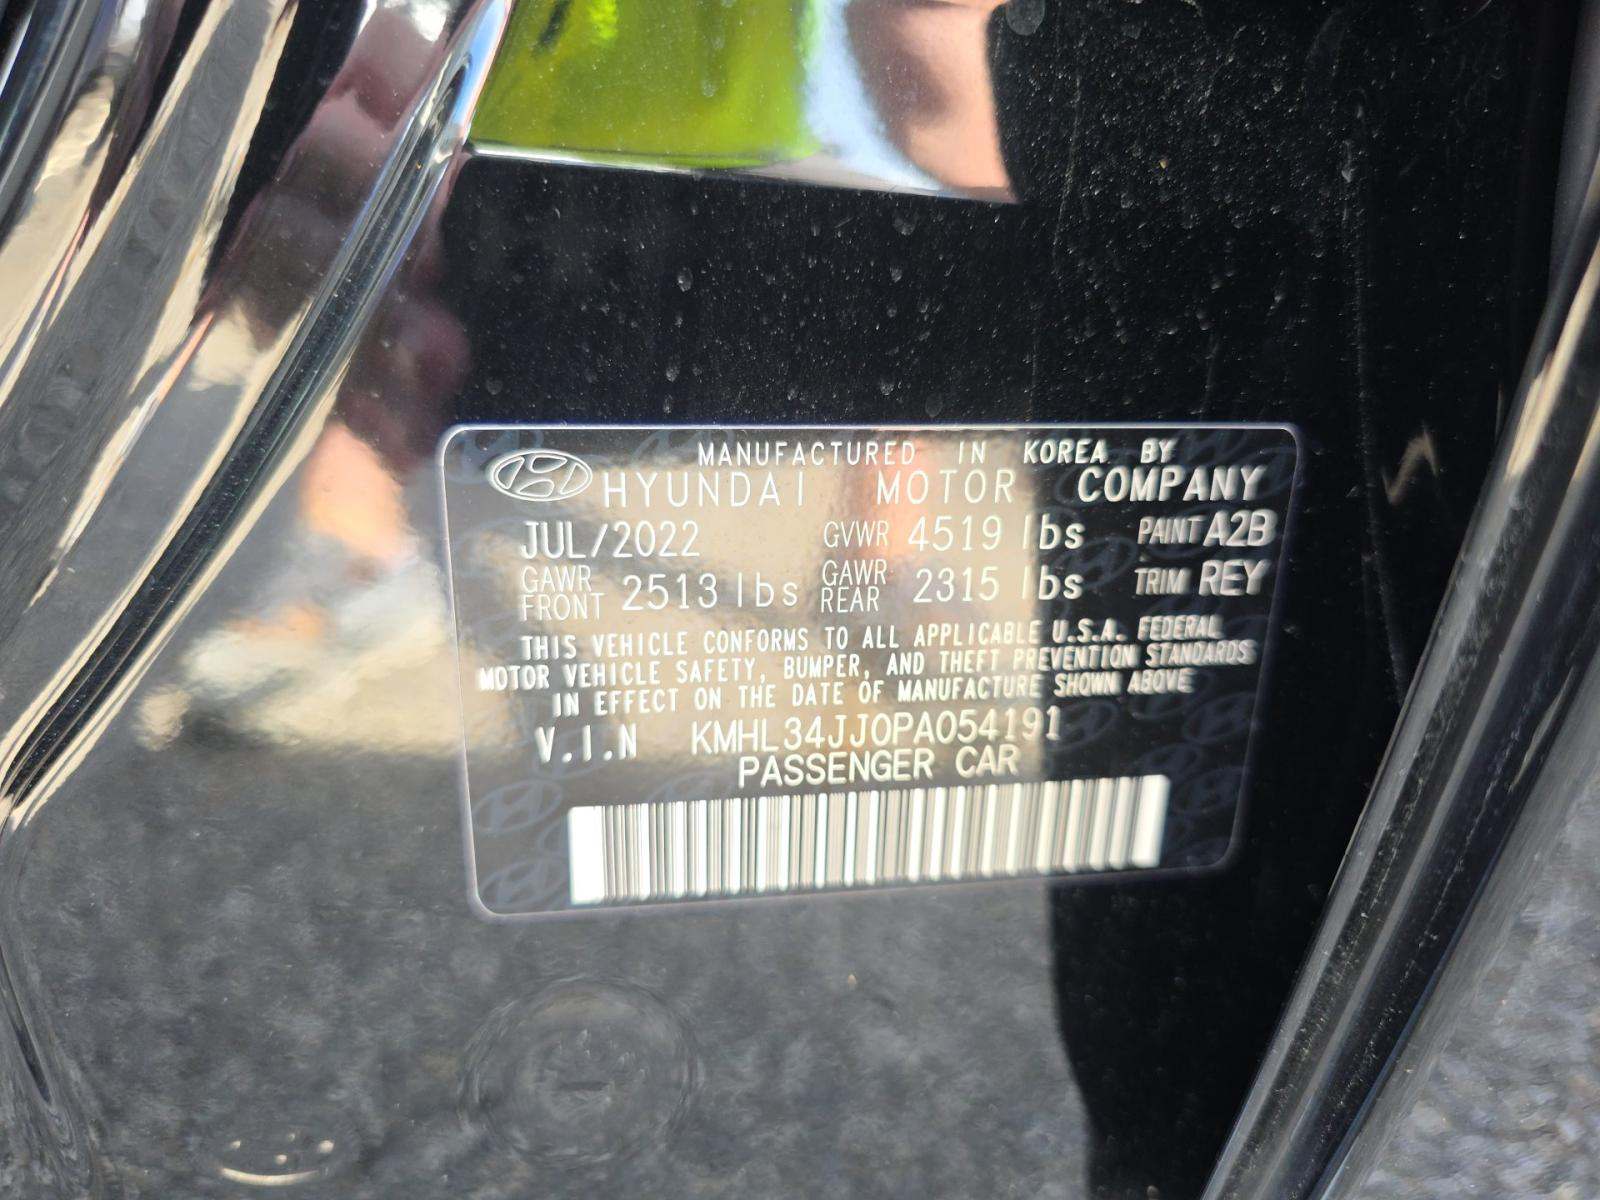 MANUFACTURED IN KOREA BY
HYUNDAI MOTOR COMPANY
JUL/2022 GVWR 4519 lbs PAINT A2B
GAWR FRONT 2513 lbs GAWR REAR 2315 lbs TRIM REY
THIS VEHICLE CONFORMS TO ALL APPLICABLE U.S.A. FEDERAL
MOTOR VEHICLE SAFETY, BUMPER, AND THEFT PREVENTION STANDARDS
IN EFFECT ON THE DATE OF MANUFACTURE SHOWN ABOVE
V.I.N KMHL34JJ0PA054191
PASSENGER CAR